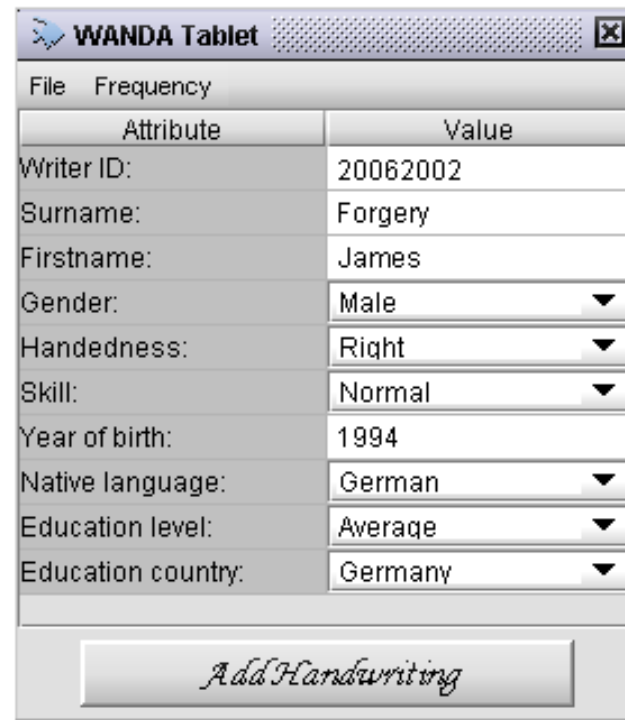 WANDA Tablet
File Frequency
Attribute Value
Writer ID: 20062002
Surname: Forgery
Firstname: James
Gender: Male
Handedness: Right
Skill: Normal
Year of birth: 1994
Native language: German
Education level: Average
Education country: Germany
Add Handwriting